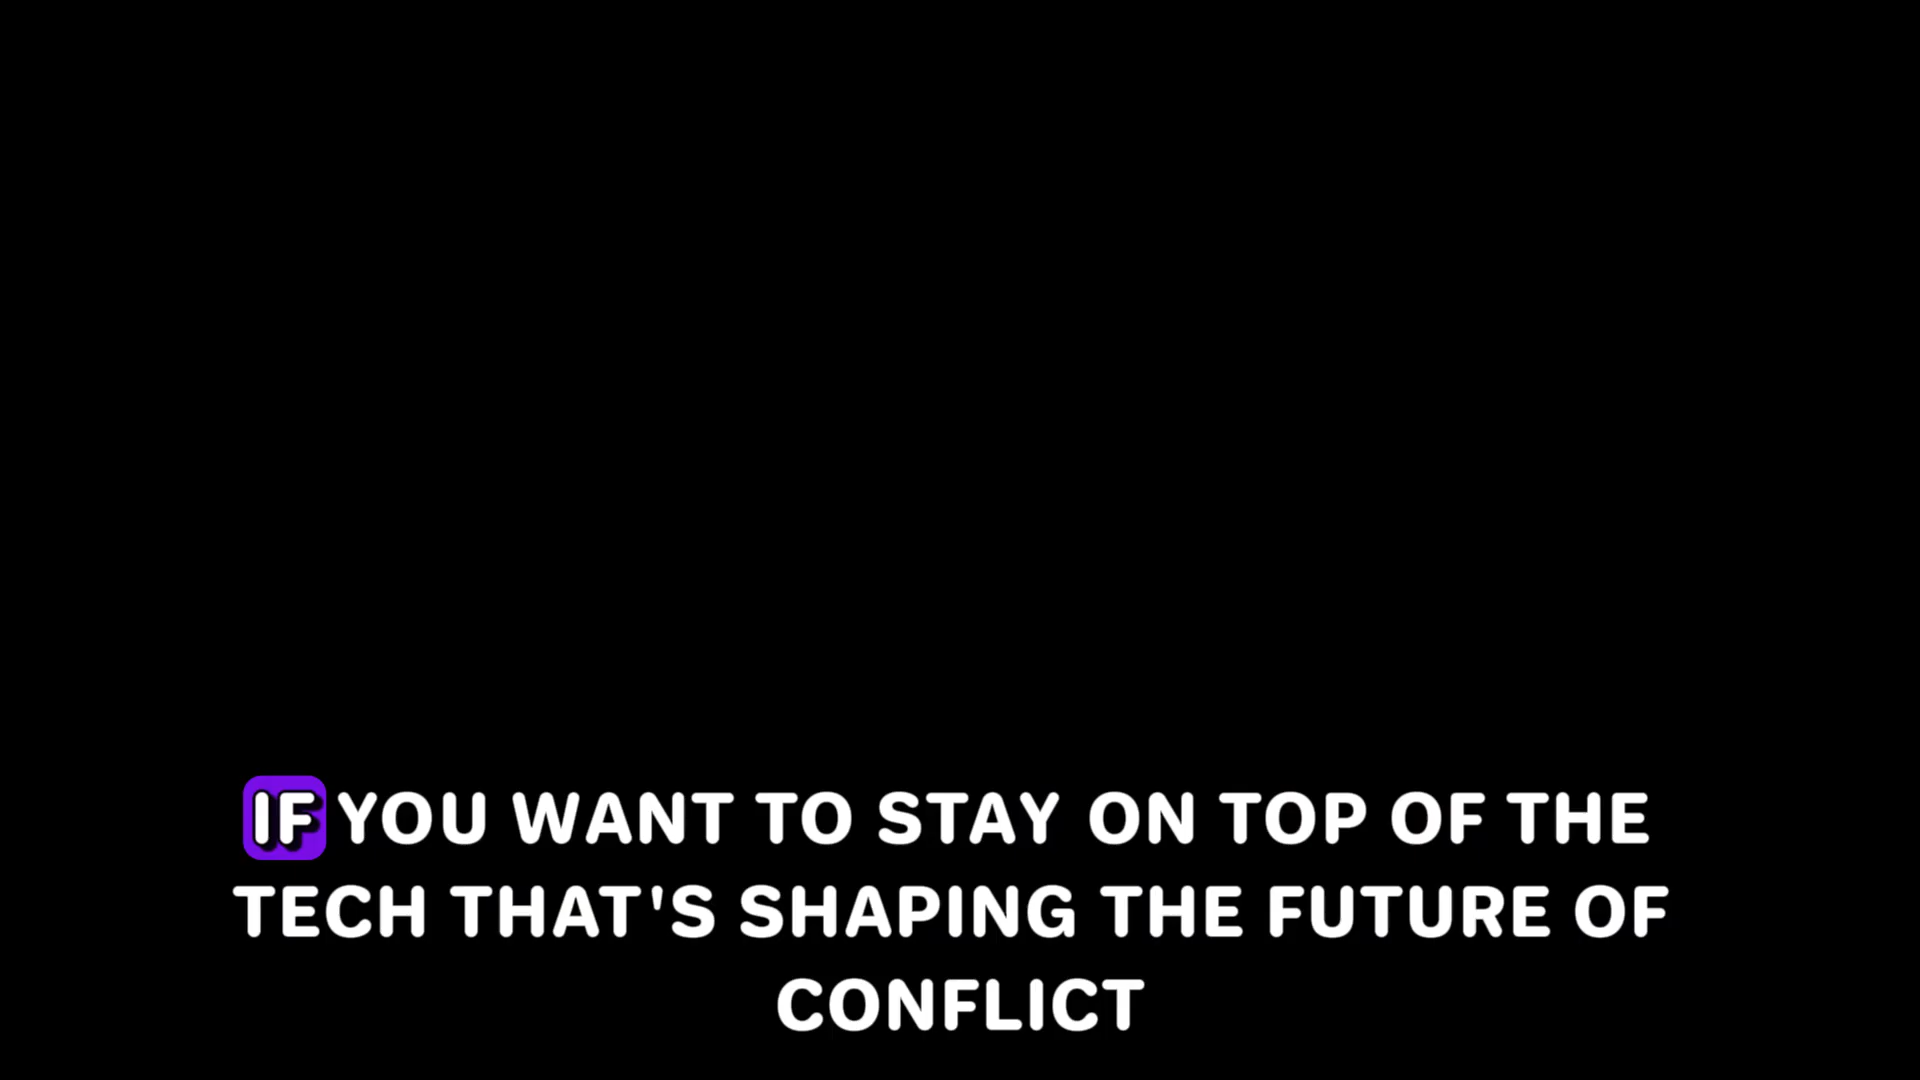 IF YOU WANT TO STAY ON TOP OF THE
TECH THAT'S SHAPING THE FUTURE OF
CONFLICT